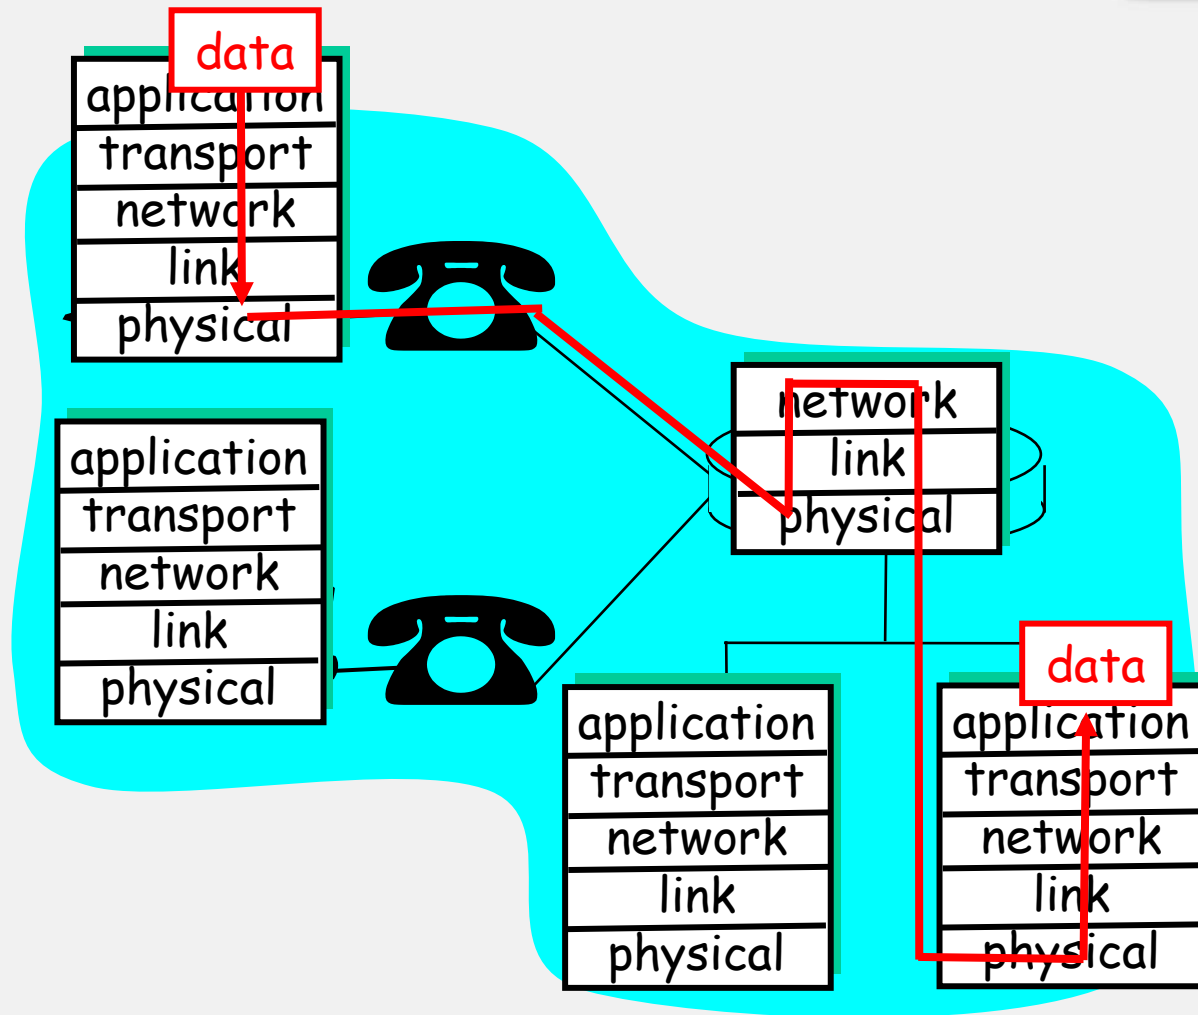 data
application
transport
network
link
physical
application
transport
network
link
physical
network
link
physical
application
transport
network
link
physical
data
application
transport
network
link
physical